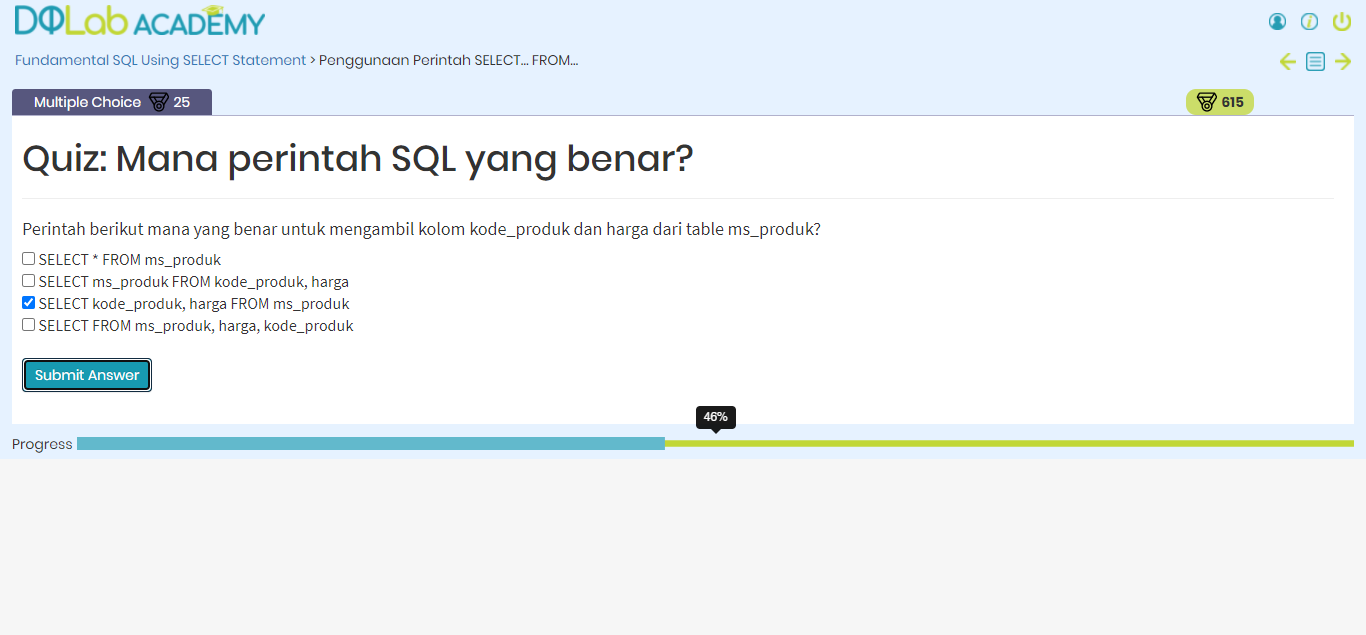 DQLab ACADEMY
Fundamental SQL Using SELECT Statement > Penggunaan Perintah SELECT... FROM...
Multiple Choice 25
615
Quiz: Mana perintah SQL yang benar?
Perintah berikut mana yang benar untuk mengambil kolom kode_produk dan harga dari table ms_produk?
SELECT * FROM ms_produk
SELECT ms_produk FROM kode_produk, harga
SELECT kode_produk, harga FROM ms_produk
SELECT FROM ms_produk, harga, kode_produk
Submit Answer
46%
Progress